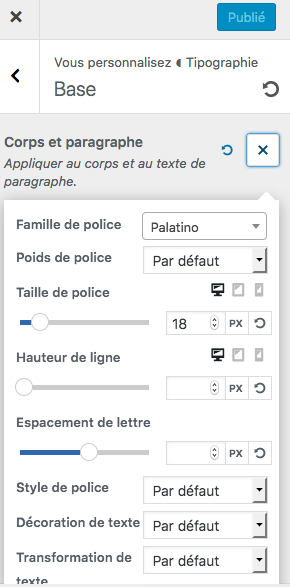 Publié
Vous personnalisez ◖ Tipographie
Base
Corps et paragraphe
Appliquer au corps et au texte de
paragraphe.
Famille de police Palatino
Poids de police Par défaut
Taille de police
18 PX
Hauteur de ligne
PX
Espacement de lettre
PX
Style de police Par défaut
Décoration de texte Par défaut
Transformation de Par défaut
texte